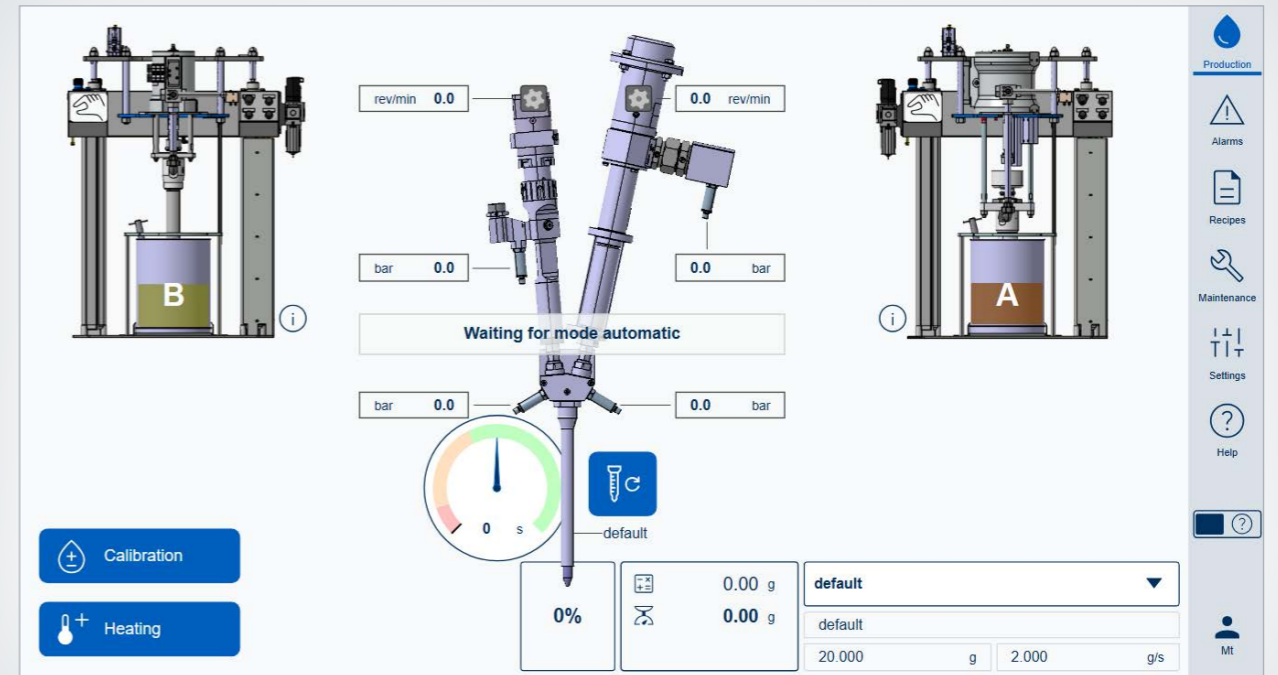 rev/min 0.0
0.0 rev/min
Production
Alarms
Recipes
bar 0.0
0.0 bar
B
A
i
i
Maintenance
Waiting for mode automatic
Settings
bar 0.0
0.0 bar
?
Help
0 s
default
?
Calibration
0.00 g
default
0%
0.00 g
default
Heating
20.000 g
2.000 g/s
Mt